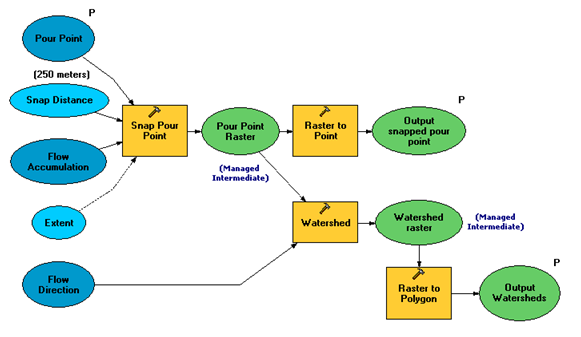 P
Pour Point
(250 meters)
Snap Distance
Flow
Accumulation
Extent
Flow
Direction
Snap Pour
Point
Pour Point
Raster
(Managed
Intermediate)
Raster to
Point
P
Output
snapped pour
point
Watershed
Watershed
raster
(Managed
Intermediate)
Raster to
Polygon
P
Output
Watersheds